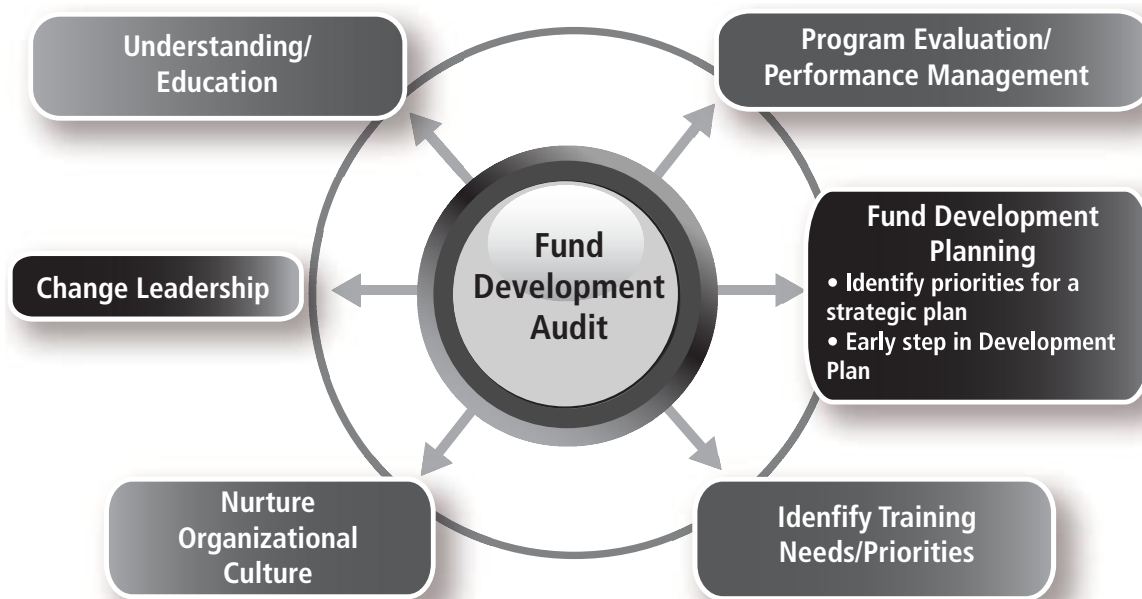 Understanding/
Education
Program Evaluation/
Performance Management
Fund
Development
Audit
Fund Development
Planning
• Identify priorities for a
strategic plan
• Early step in Development
Plan
Change Leadership
Nurture
Organizational
Culture
Idenfify Training
Needs/Priorities